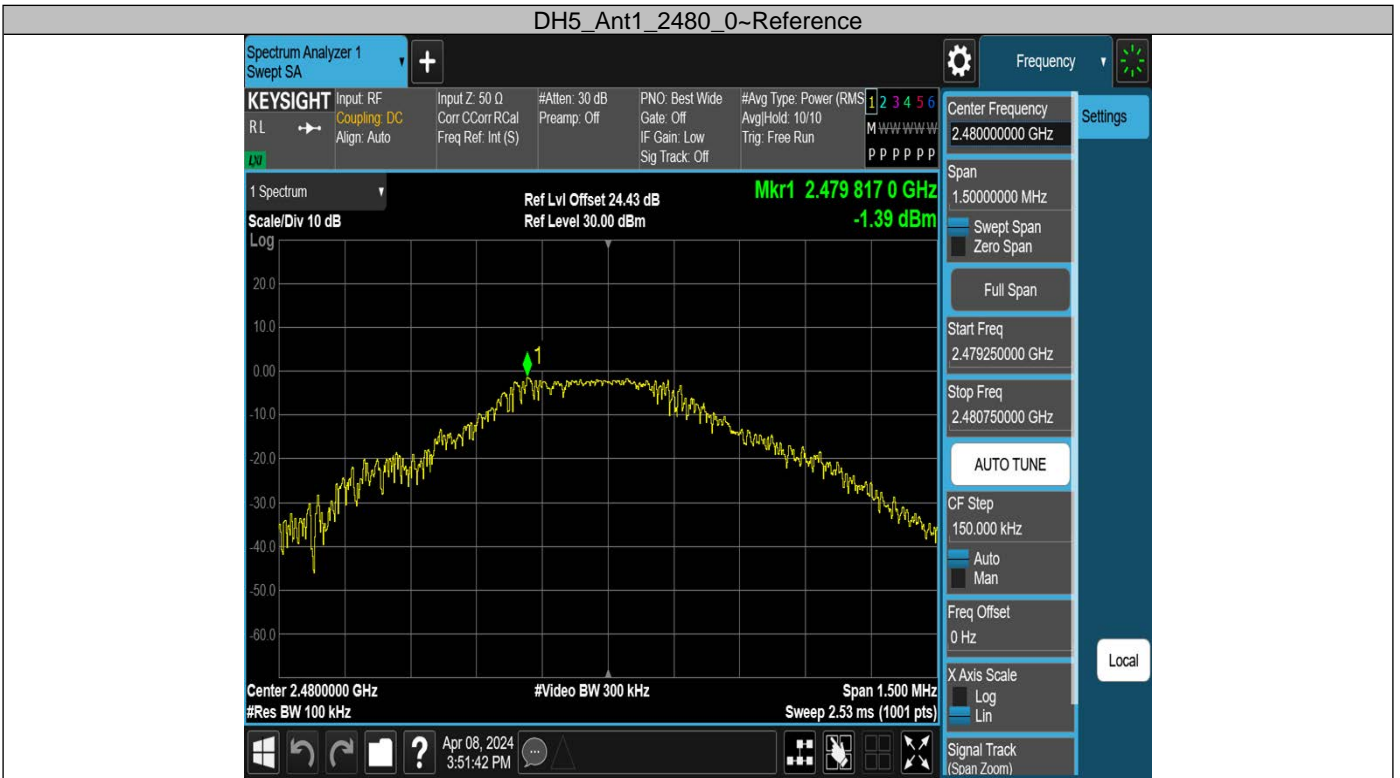 DH5_Ant1_2480_0~Reference
Spectrum Analyzer 1
Swept SA
+
Frequency
KEYSIGHT
RL
LXI
Input: RF
Coupling: DC
Align: Auto
Input Z: 50 Ω
Corr CCorr RCal
Freq Ref: Int (S)
#Atten: 30 dB
Preamp: Off
PNO: Best Wide
Gate: Off
IF Gain: Low
Sig Track: Off
#Avg Type: Power (RMS
Avg|Hold: 10/10
Trig: Free Run
1 2 3 4 5 6
M W W W W W
P P P P P P
1 Spectrum
Scale/Div 10 dB
Log
Ref Lvl Offset 24.43 dB
Ref Level 30.00 dBm
Mkr1 2.479 817 0 GHz
-1.39 dBm
20.0
10.0
0.00
-10.0
-20.0
-30.0
-40.0
-50.0
-60.0
1
Center 2.4800000 GHz
#Res BW 100 kHz
#Video BW 300 kHz
Span 1.500 MHz
Sweep 2.53 ms (1001 pts)
?
Apr 08, 2024
3:51:42 PM
Center Frequency
2.480000000 GHz
Settings
Span
1.50000000 MHz
Swept Span
Zero Span
Full Span
Start Freq
2.479250000 GHz
Stop Freq
2.480750000 GHz
AUTO TUNE
CF Step
150.000 kHz
Auto
Man
Freq Offset
0 Hz
X Axis Scale
Log
Lin
Local
Signal Track
(Span Zoom)